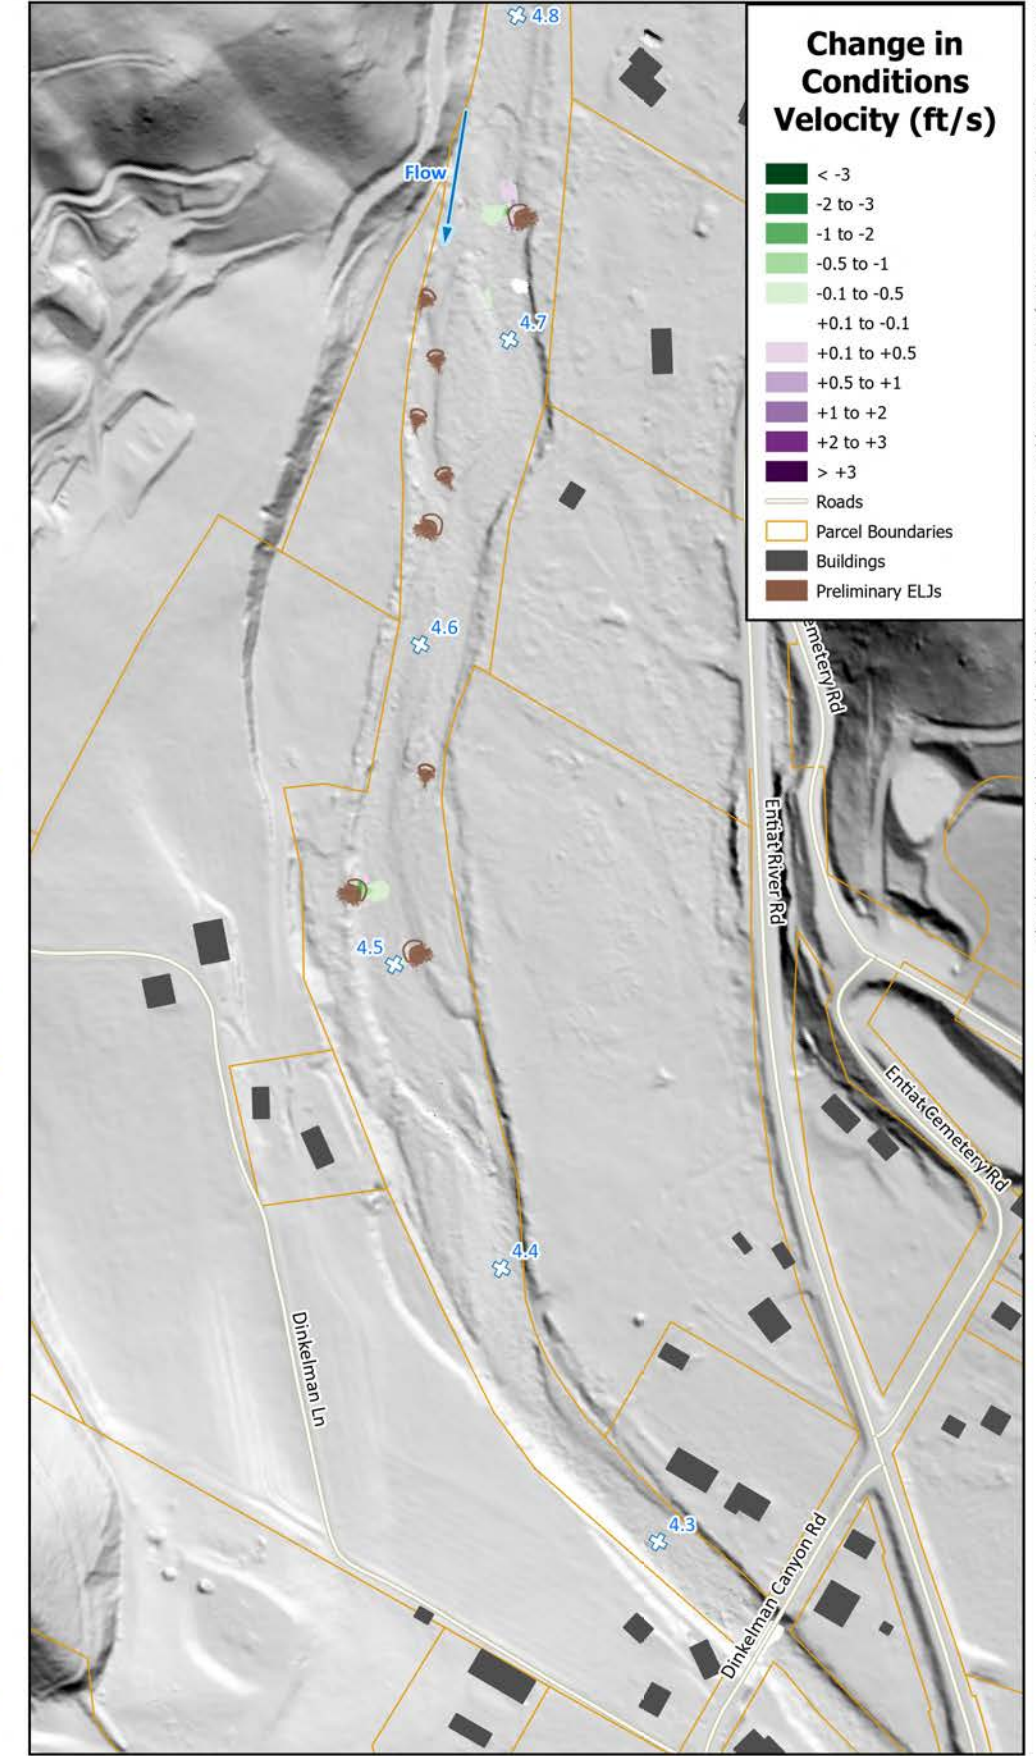 4.8
Change in
Conditions
Velocity (ft/s)
< -3
-2 to -3
-1 to -2
-0.5 to -1
-0.1 to -0.5
+0.1 to -0.1
+0.1 to +0.5
+0.5 to +1
+1 to +2
+2 to +3
> +3
Roads
Parcel Boundaries
Buildings
Preliminary ELJs
Flow
4.7
4.6
emetery Rd
Entiat River Rd
4.5
Entiat Cemetery Rd
4.4
Dinkelman Ln
4.3
Dinkelman Canyon Rd